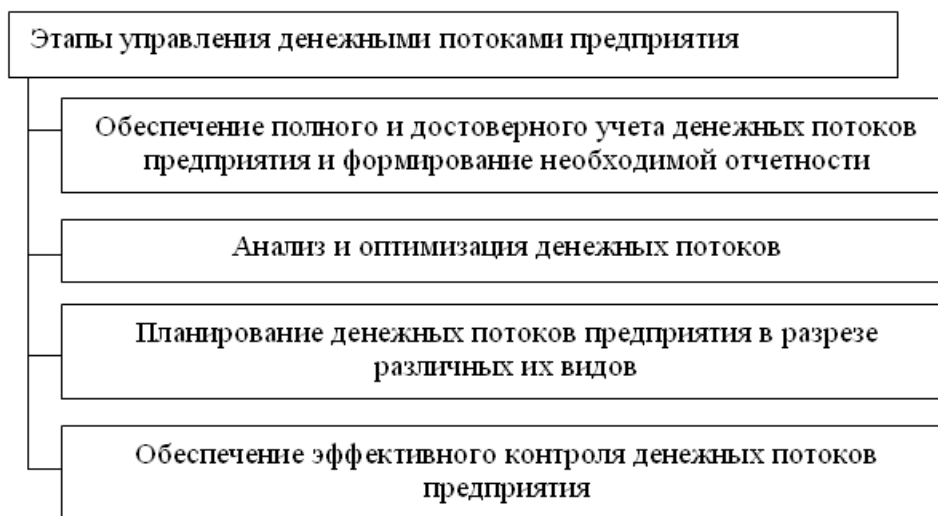 Этапы управления денежными потоками предприятия
Обеспечение полного и достоверного учета денежных потоков
предприятия и формирование необходимой отчетности
Анализ и оптимизация денежных потоков
Планирование денежных потоков предприятия в разрезе
различных их видов
Обеспечение эффективного контроля денежных потоков
предприятия